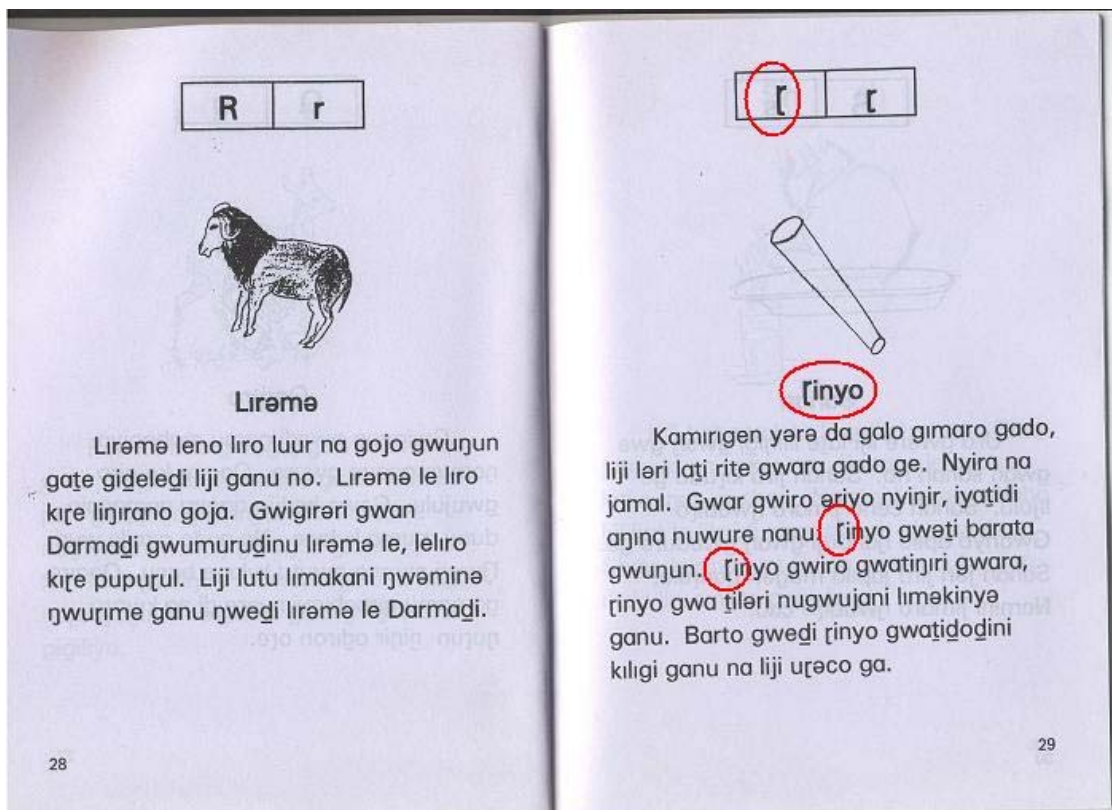 R r
Lırəmə
Lırəmə leno lıro luur na gojo gwuŋun
gaṯe giḏeleḏi liji ganu no. Lırəmə le lıro
kıɽe liŋırano goja. Gwigırəri gwan
Darmaḏi gwumuruḏinu lırəmə le, lelıro
kıɽe pupuɽul. Liji lutu lımakani ŋwəminə
ŋwuɽıme ganu ŋweḏi lırəmə le Darmaḏi.
28
Ɽ ɽ
Ɽinyo
Kamırıgen yərə da galo gımaro gado,
liji ləri laṯi rite gwara gado ge. Nyira na
jamal. Gwar gwiro əriyo nyiŋir, iyaṯidi
aŋına nuwure nanu. Ɽinyo gwəṯi barata
gwuŋun. Ɽinyo gwiro gwatiŋıri gwara,
ɽinyo gwa ṯiləri nugwujani lıməkinyə
ganu. Barto gweḏi ɽinyo gwaṯiḏoḏini
kılıgi ganu na liji uɽəco ga.
29